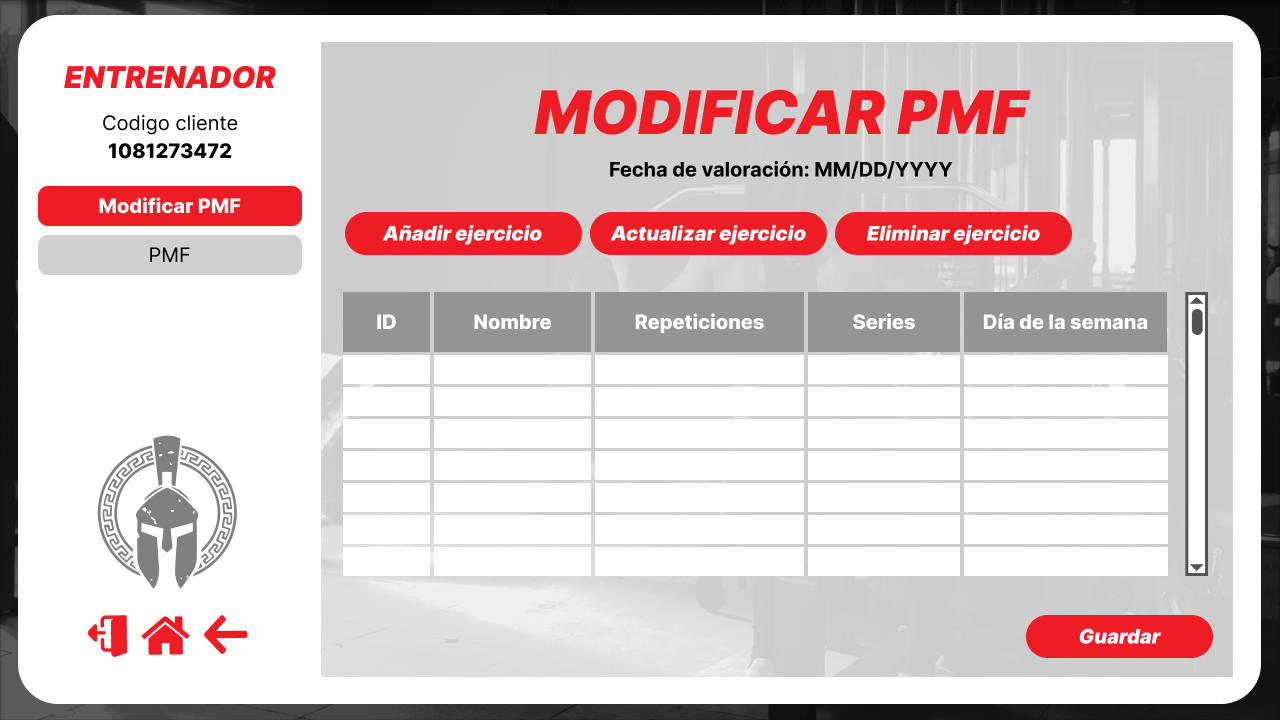 ENTRENADOR
Codigo cliente
1081273472
Modificar PMF
PMF
MODIFICAR PMF
Fecha de valoración: MM/DD/YYYY
Añadir ejercicio
Actualizar ejercicio
Eliminar ejercicio
ID
Nombre
Repeticiones
Series
Día de la semana
Guardar